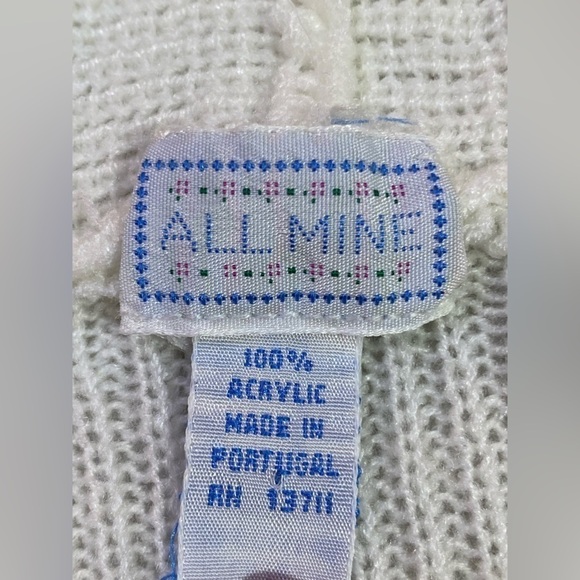 ALL MINE
100%
ACRYLIC
MADE IN
PORTUGAL
RN 13711